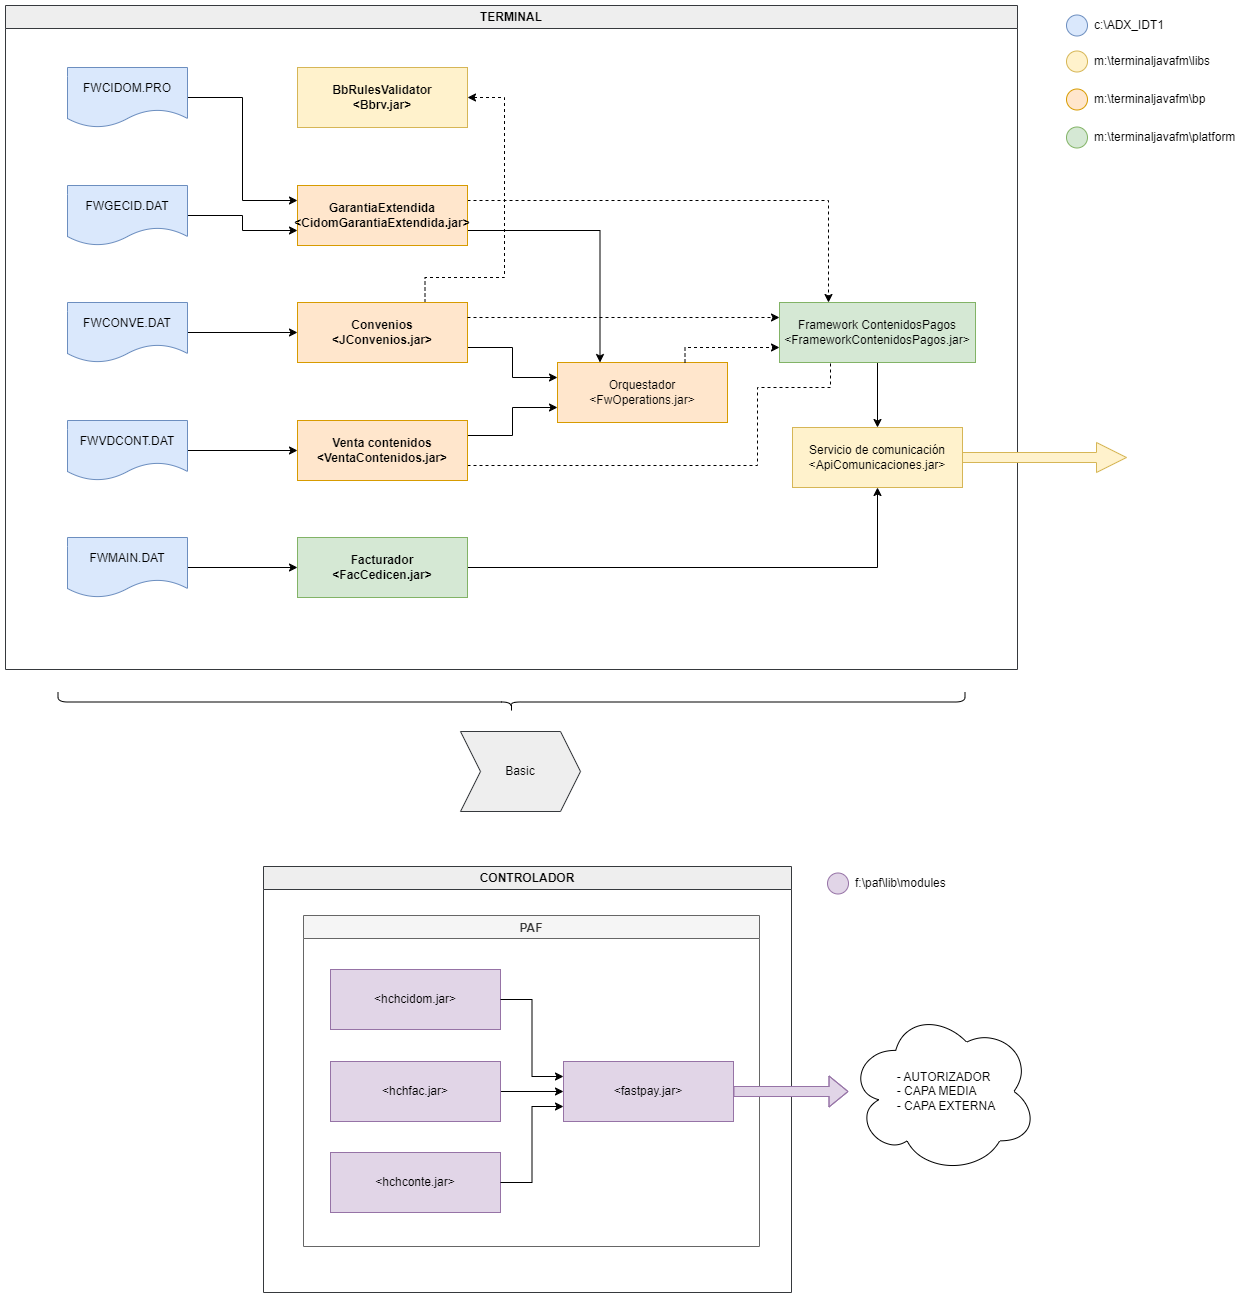 TERMINAL
c:\ADX_IDT1
m:\terminaljavafm\libs
m:\terminaljavafm\bp
m:\terminaljavafm\platform
FWCIDOM.PRO
BbRulesValidator
<Bbrv.jar>
FWGECID.DAT
GarantiaExtendida
<CidomGarantiaExtendida.jar>
FWCONVE.DAT
Convenios
<JConvenios.jar>
Framework ContenidosPagos
<FrameworkContenidosPagos.jar>
Orquestador
<FwOperations.jar>
FWVDCONT.DAT
Venta contenidos
<VentaContenidos.jar>
Servicio de comunicación
<ApiComunicaciones.jar>
FWMAIN.DAT
Facturador
<FacCedicen.jar>
Basic
CONTROLADOR
f:\paf\lib\modules
PAF
<hchcidom.jar>
<hchfac.jar>
<fastpay.jar>
<hchconte.jar>
- AUTORIZADOR
- CAPA MEDIA
- CAPA EXTERNA